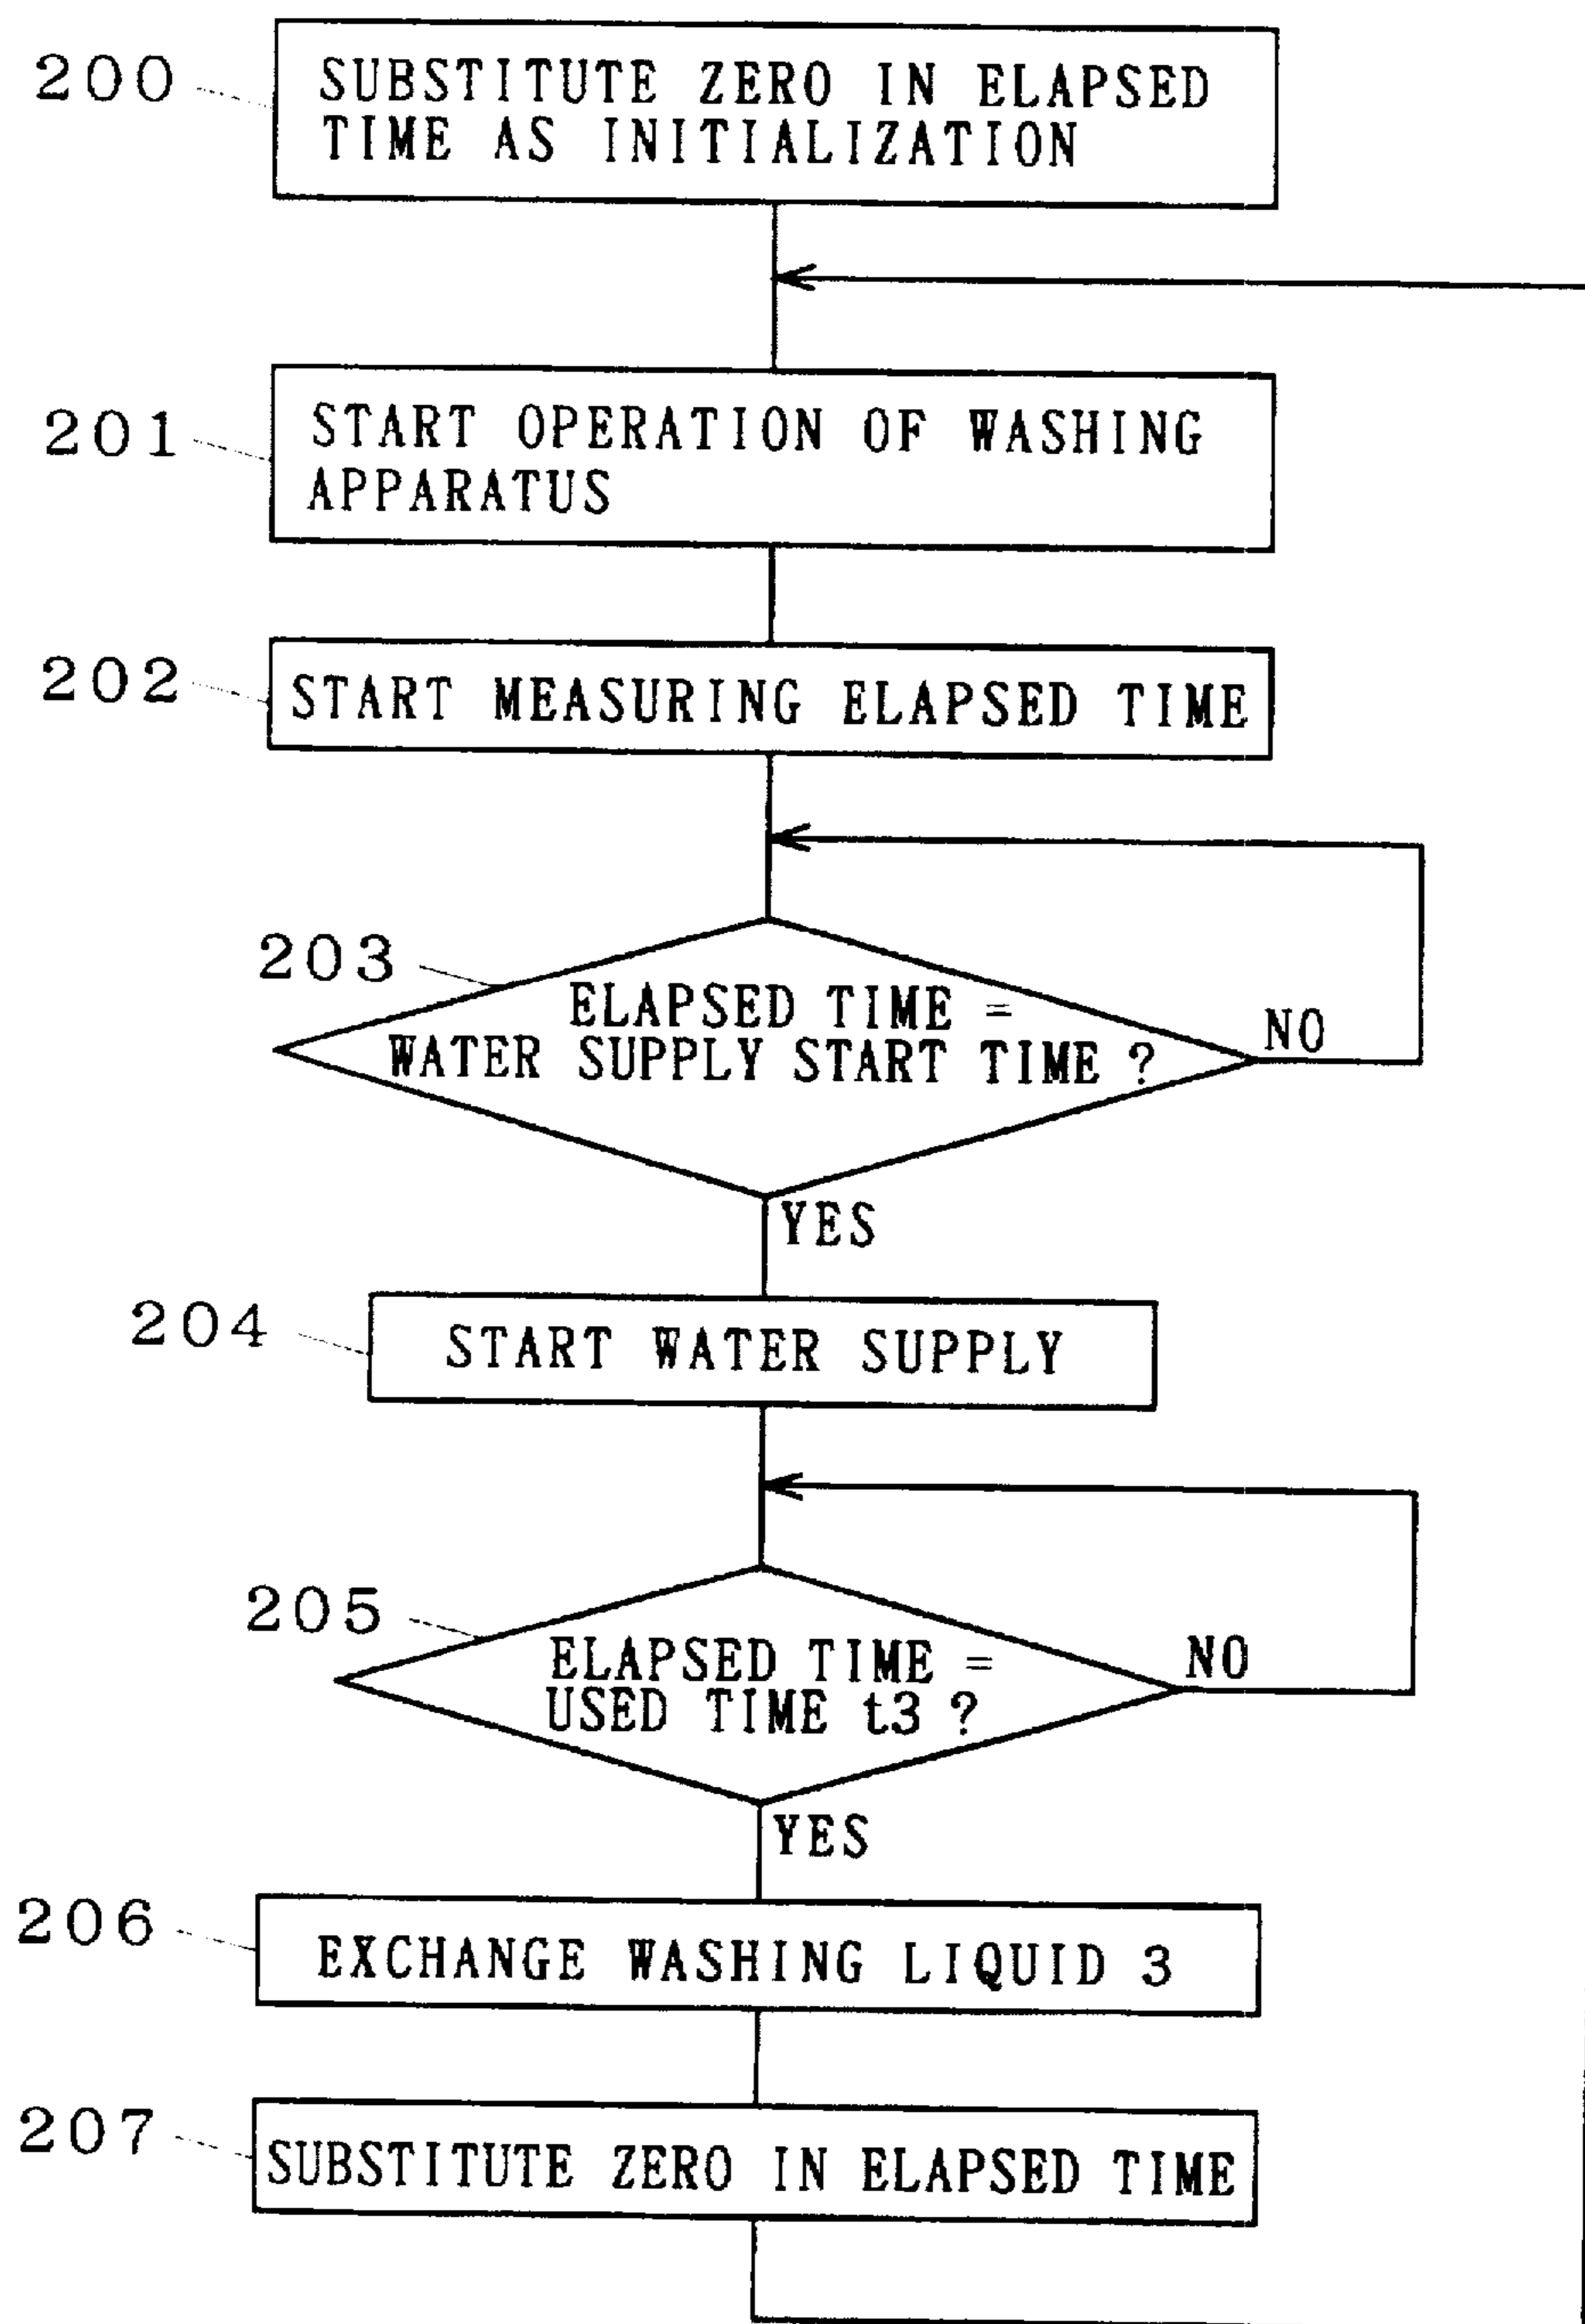 200
SUBSTITUTE ZERO IN ELAPSED
TIME AS INITIALIZATION
201
START OPERATION OF WASHING
APPARATUS
202
START MEASURING ELAPSED TIME
203
ELAPSED TIME =
WATER SUPPLY START TIME ?
NO
YES
204
START WATER SUPPLY
205
ELAPSED TIME =
USED TIME t3 ?
NO
YES
206
EXCHANGE WASHING LIQUID 3
207
SUBSTITUTE ZERO IN ELAPSED TIME